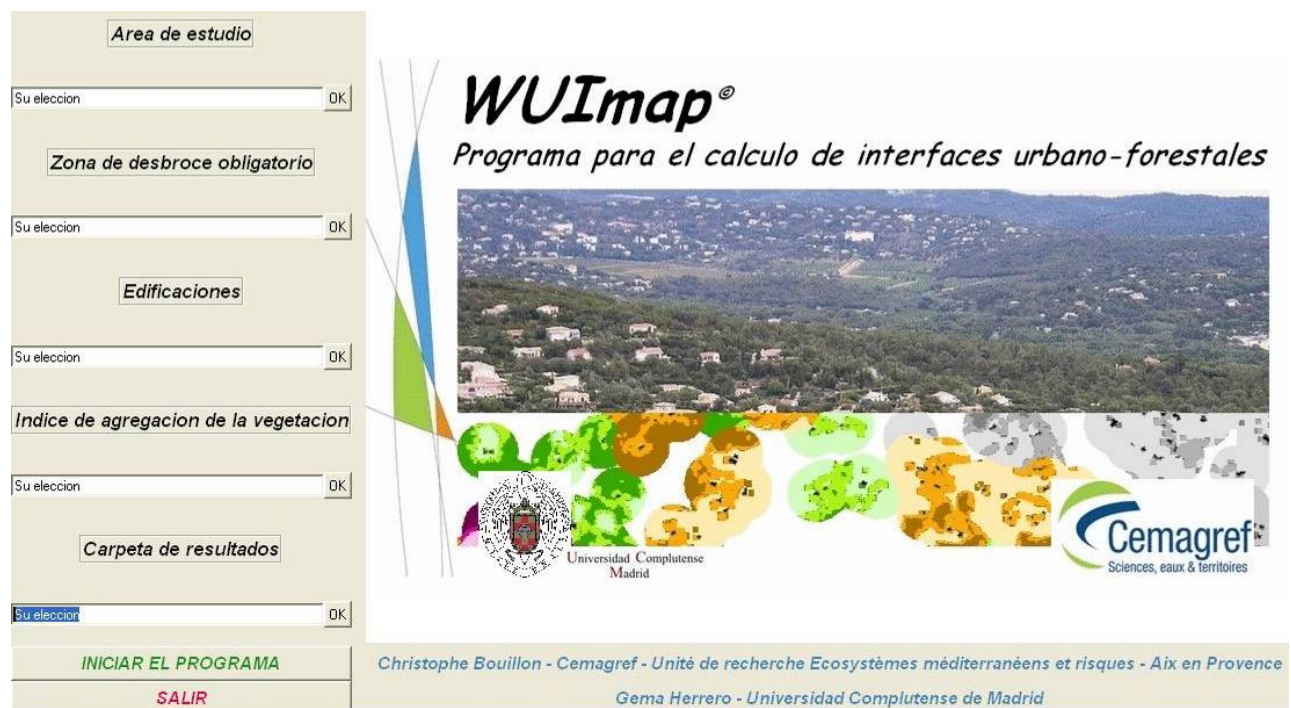 Area de estudio
Su eleccion
OK
Zona de desbroce obligatorio
Su eleccion
OK
Edificaciones
Su eleccion
OK
Indice de agregacion de la vegetacion
Su eleccion
OK
Carpeta de resultados
Su eleccion
OK
INICIAR EL PROGRAMA
SALIR
WUImap©
Programa para el calculo de interfaces urbano-forestales
Universidad Complutense
Madrid
Cemagref
Sciences, eaux & territoires
Christophe Bouillon - Cemagref - Unité de recherche Ecosystèmes méditerranéens et risques - Aix en Provence
Gema Herrero - Universidad Complutense de Madrid